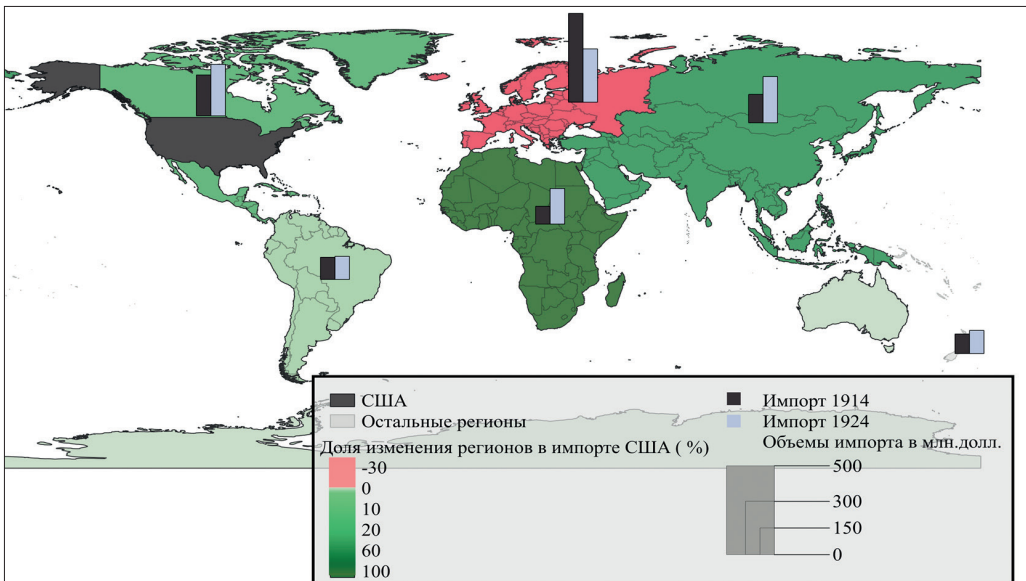 США
Остальные регионы
Доля изменения регионов в импорте США ( %)
-30
0
10
20
60
100
Импорт 1914
Импорт 1924
Объемы импорта в млн.долл.
500
300
150
0